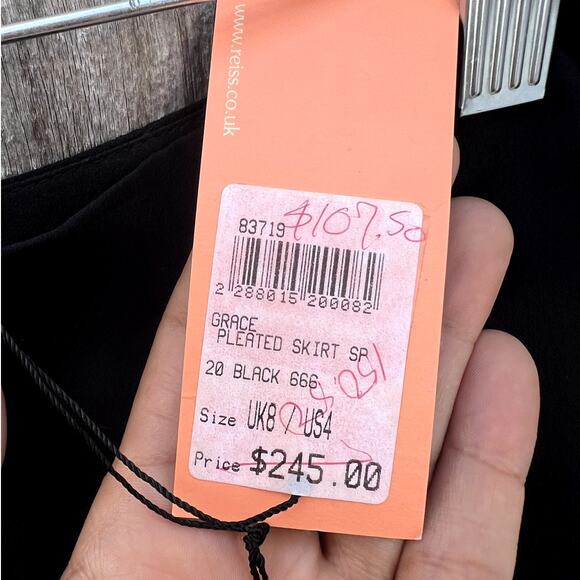 www.reiss.co.uk
83719 $107.50
2 288015 200082
GRACE
PLEATED SKIRT SP
20 BLACK 666
Size UK8 / US4
Price $245.00